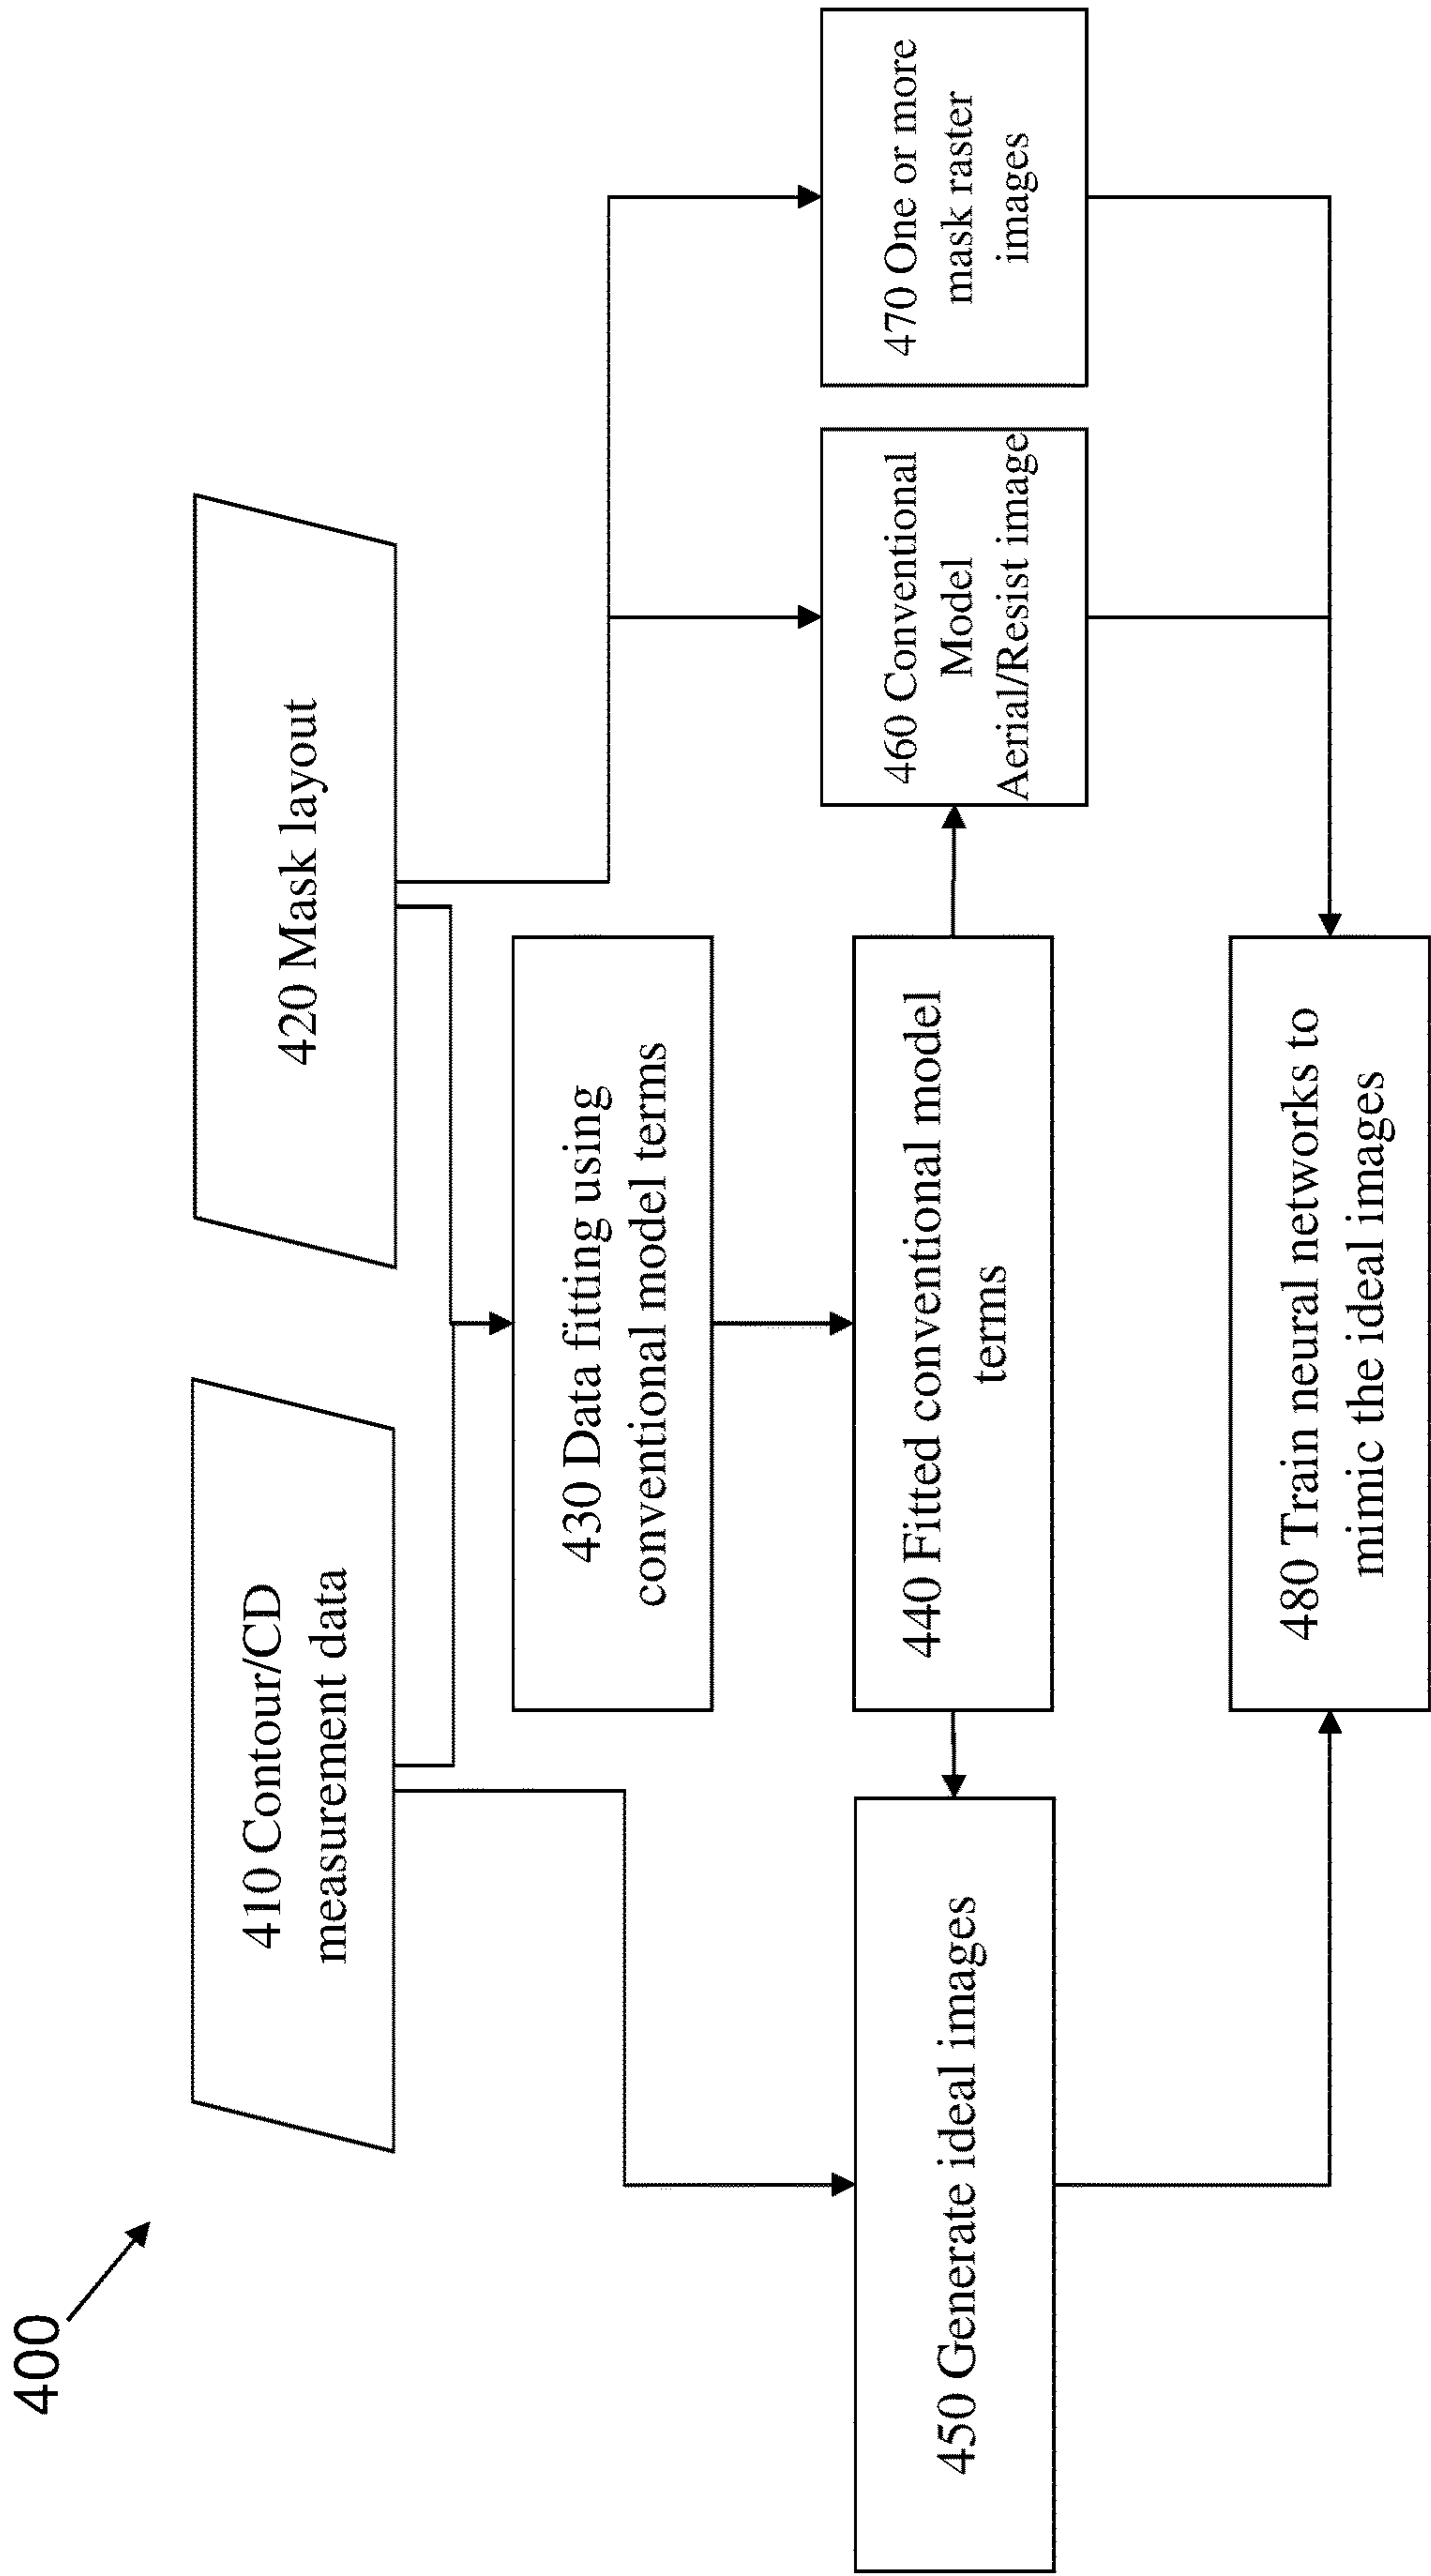 400
410 Contour/CD
measurement data
420 Mask layout
430 Data fitting using
conventional model terms
440 Fitted conventional model
terms
450 Generate ideal images
460 Conventional
Model
Aerial/Resist image
470 One or more
mask raster
images
480 Train neural networks to
mimic the ideal images